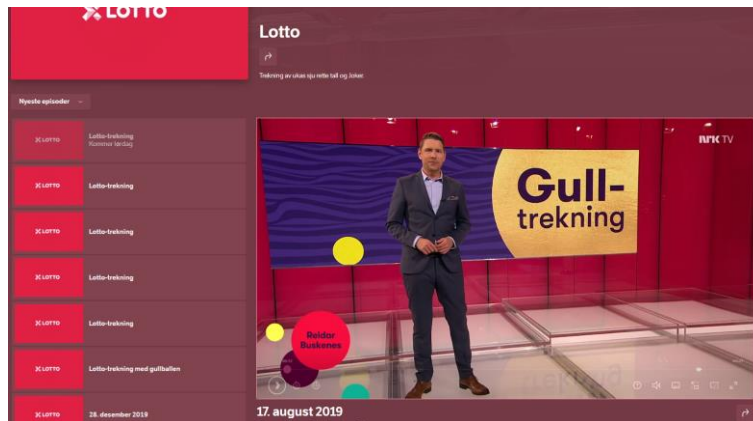 LOTTO
Lotto
Trekning av ukas sju rette tall og Joker.
Nyeste episoder
LOTTO
Lotto-trekning
Kommer lørdag
LOTTO
Lotto-trekning
LOTTO
Lotto-trekning
LOTTO
Lotto-trekning
LOTTO
Lotto-trekning
LOTTO
Lotto-trekning med gullballen
LOTTO
28. desember 2019
NRK TV
Gull-
trekning
Reidar
Buskenes
17. august 2019